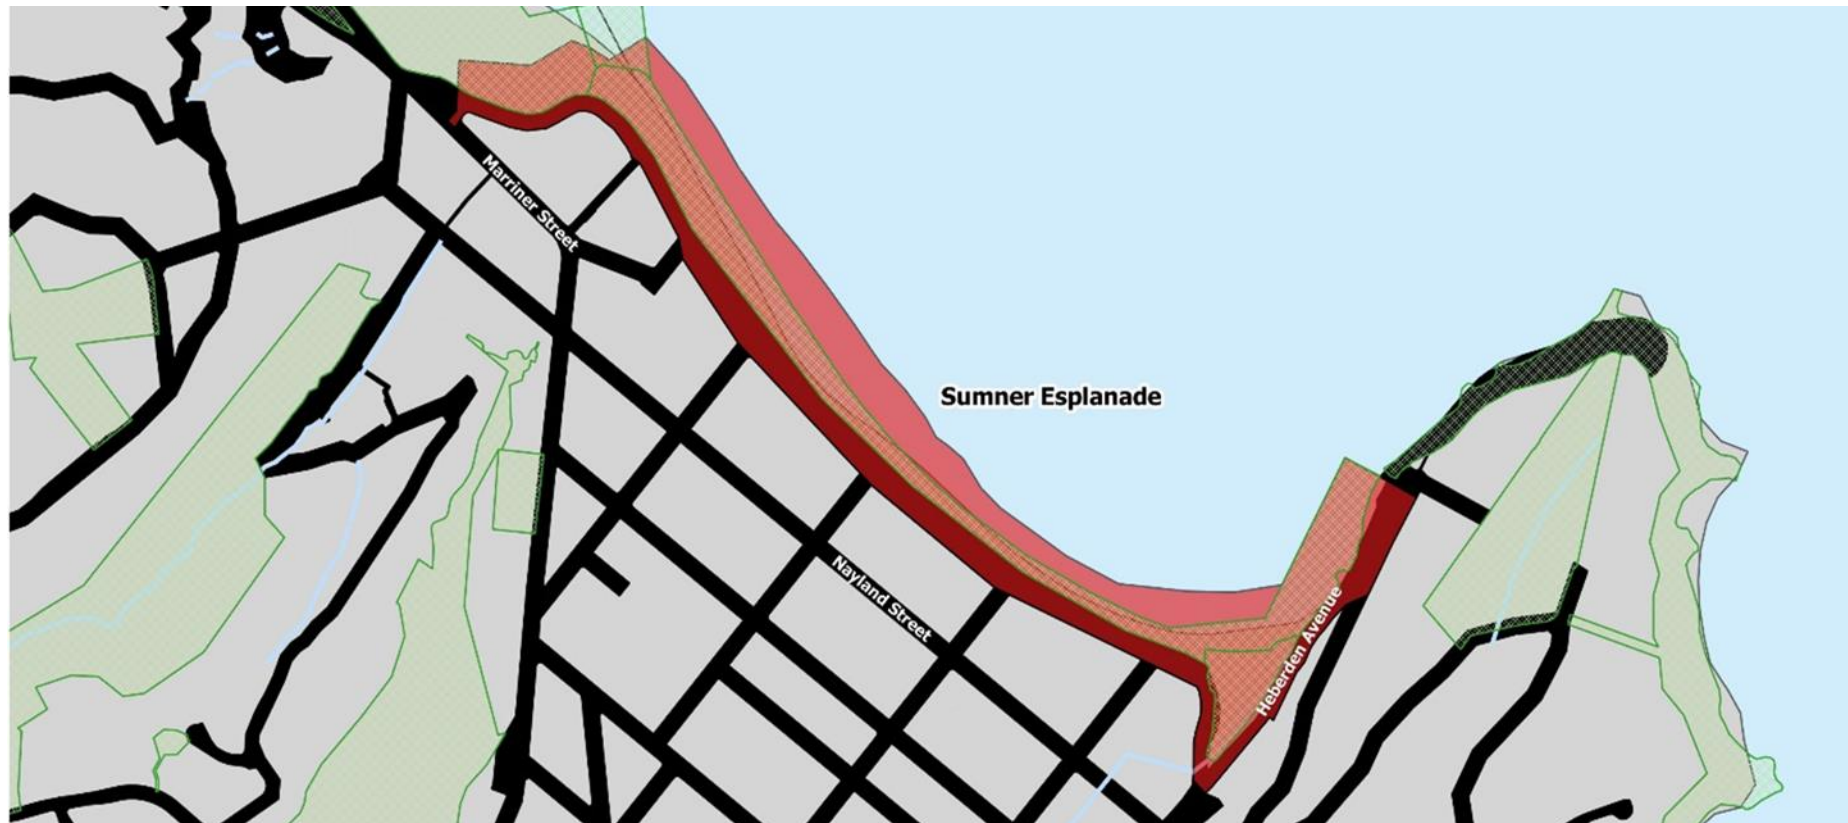 Marriner Street
Sumner Esplanade
Nayland Street
Heberden Avenue